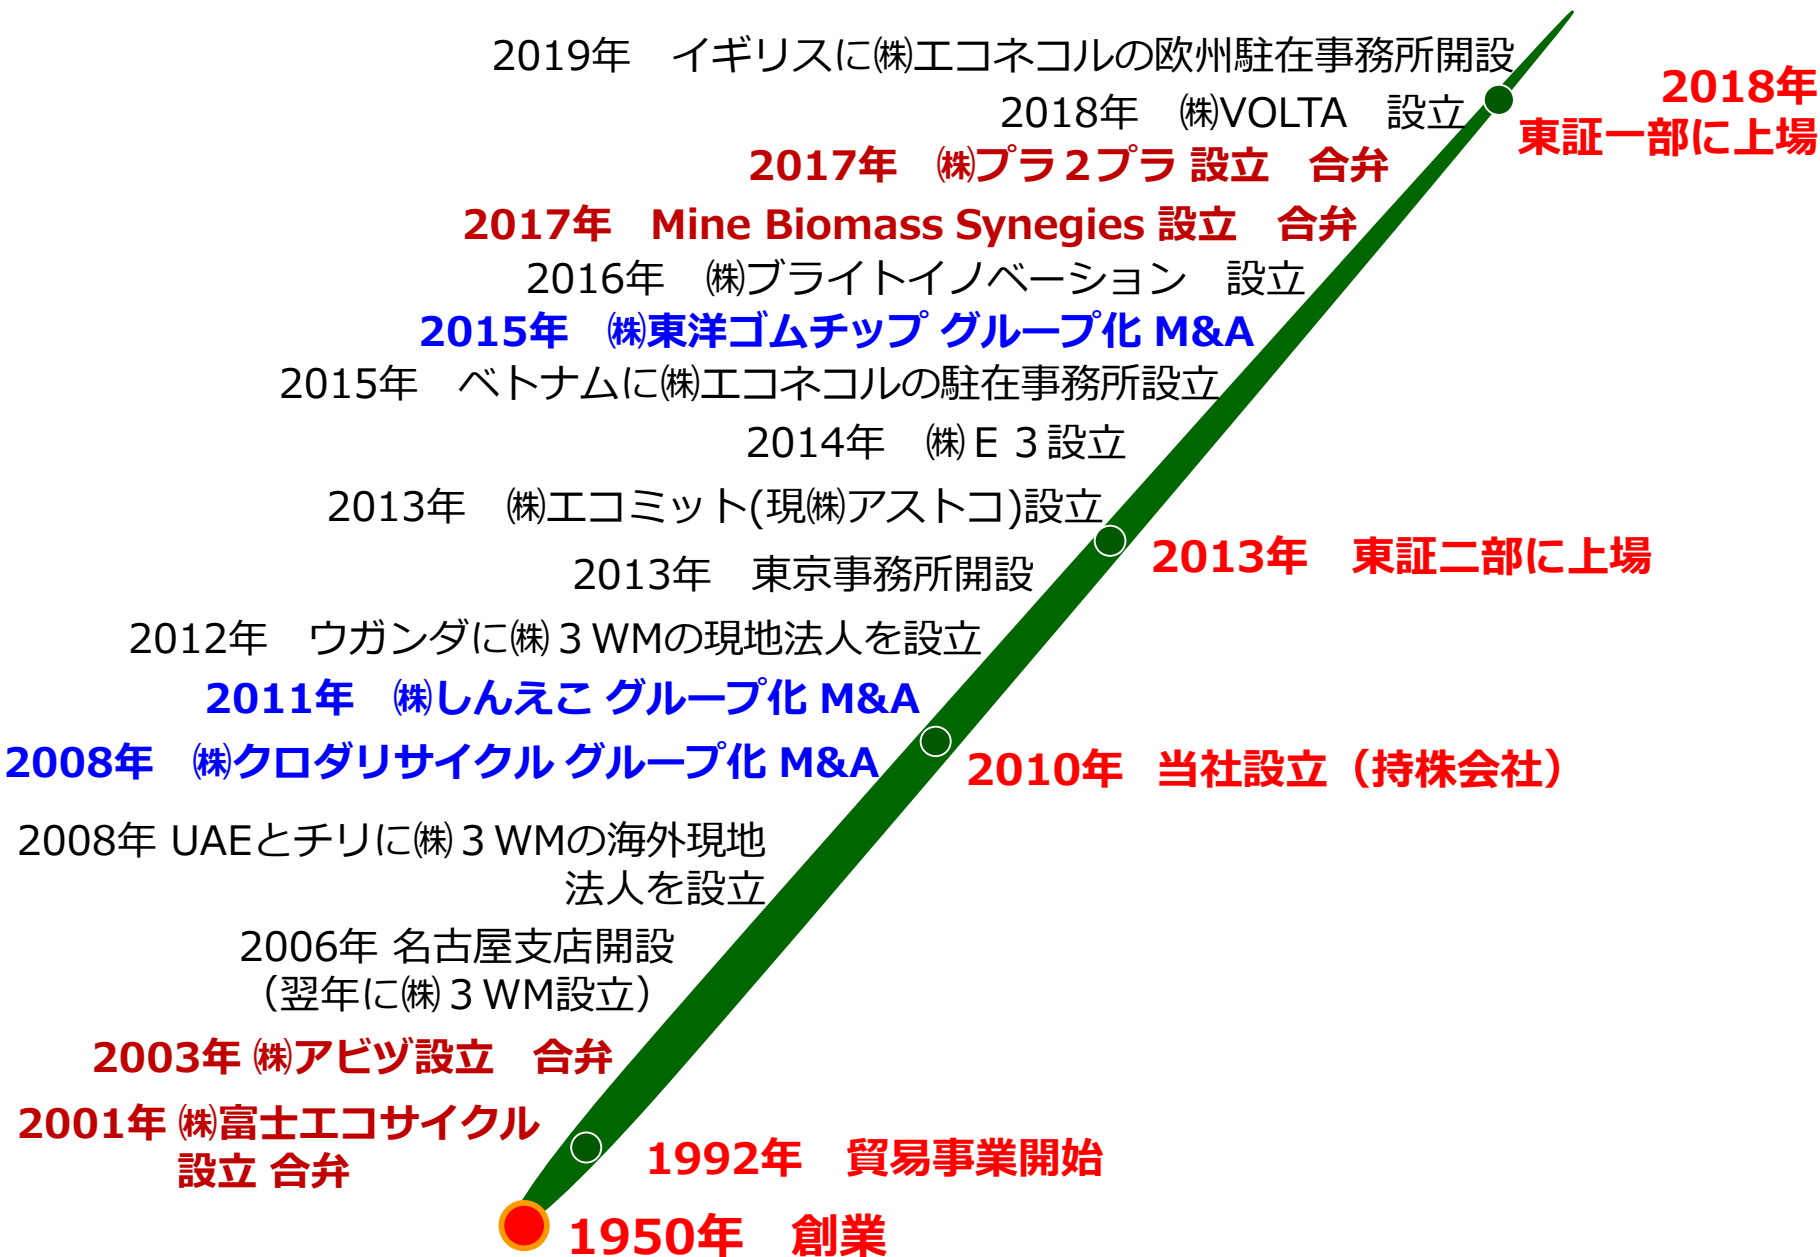 2019年　イギリスに㈱エコネコルの欧州駐在事務所開設
2018年
東証一部に上場
2018年　㈱VOLTA　設立
2017年　㈱プラ２プラ 設立　合弁
2017年　Mine Biomass Synegies 設立　合弁
2016年　㈱ブライトイノベーション　設立
2015年　㈱東洋ゴムチップ グループ化 M&A
2015年　ベトナムに㈱エコネコルの駐在事務所設立
2014年　㈱Ｅ３設立
2013年　㈱エコミット(現㈱アストコ)設立
2013年　東証二部に上場
2013年　東京事務所開設
2012年　ウガンダに㈱３WMの現地法人を設立
2011年　㈱しんえこ グループ化 M&A
2008年　㈱クロダリサイクル グループ化 M&A
2010年　当社設立（持株会社）
2008年 UAEとチリに㈱３WMの海外現地
法人を設立
2006年 名古屋支店開設
（翌年に㈱３WM設立）
2003年 ㈱アビヅ設立　合弁
2001年 ㈱富士エコサイクル
設立 合弁
1992年　貿易事業開始
1950年　創業